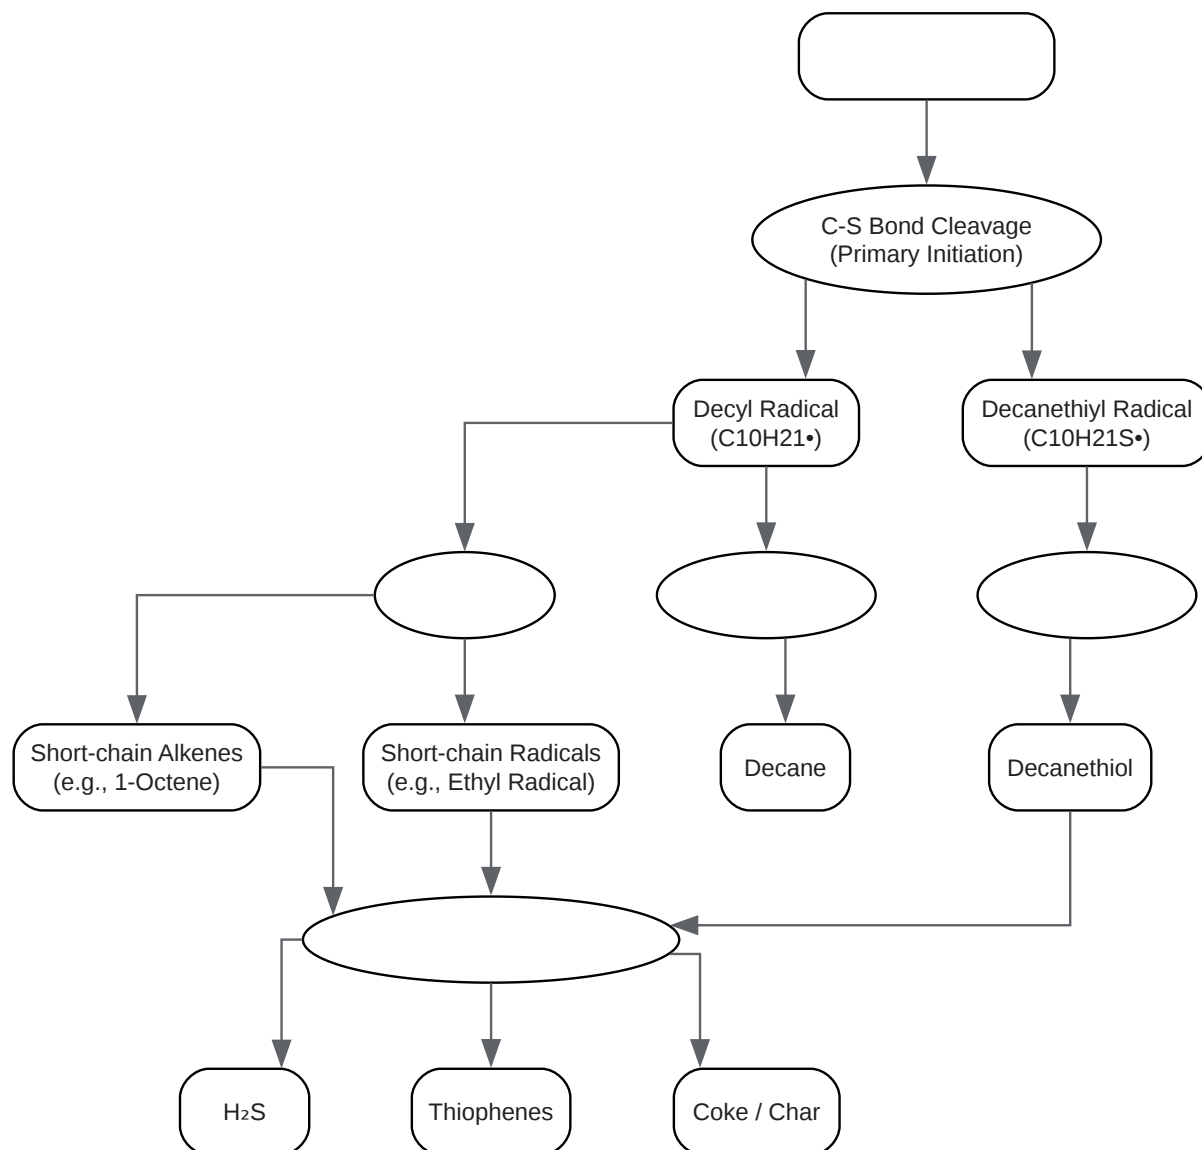 C-S Bond Cleavage
(Primary Initiation)
Decyl Radical
(C10H21•)
Decanethiyl Radical
(C10H21S•)
Short-chain Alkenes
(e.g., 1-Octene)
Short-chain Radicals
(e.g., Ethyl Radical)
Decane
Decanethiol
H₂S
Thiophenes
Coke / Char